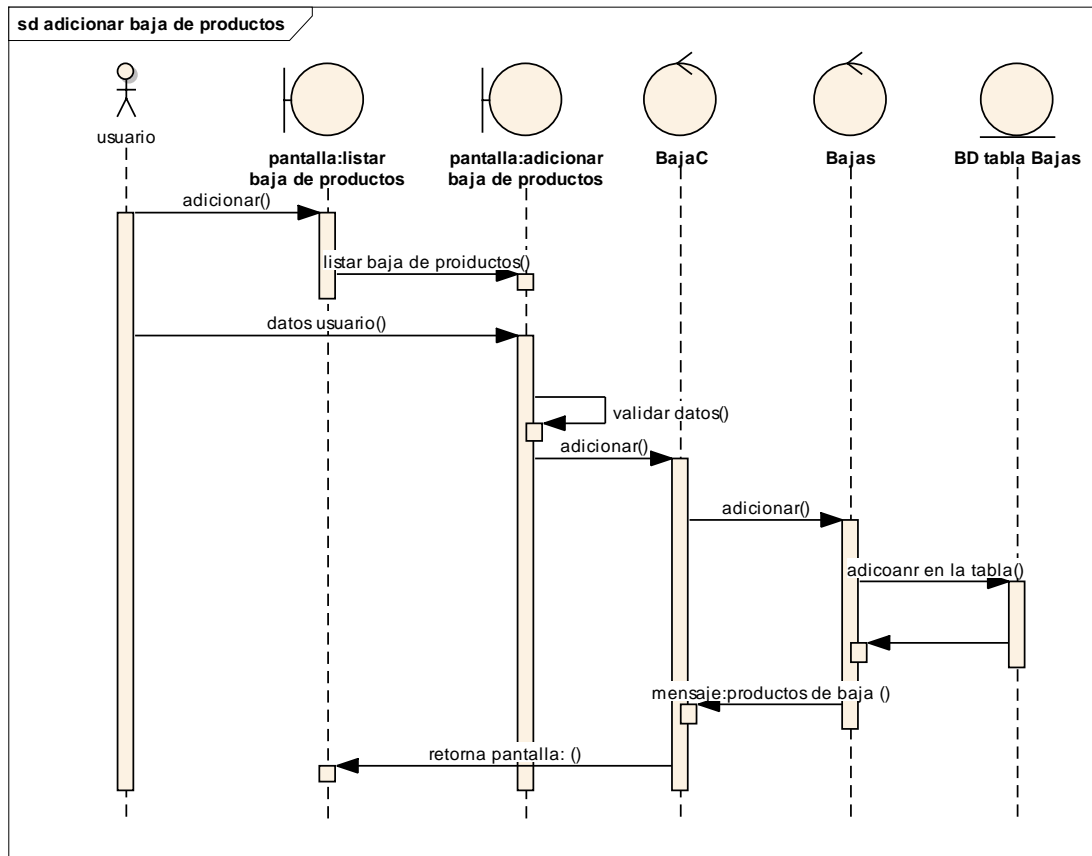 sd adicionar baja de productos
usuario
pantalla:listar
baja de productos
pantalla:adicionar
baja de productos
BajaC
Bajas
BD tabla Bajas
adicionar()
listar baja de proiductos()
datos usuario()
validar datos()
adicionar()
adicionar()
adicoanr en la tabla()
mensaje:productos de baja ()
retorna pantalla: ()